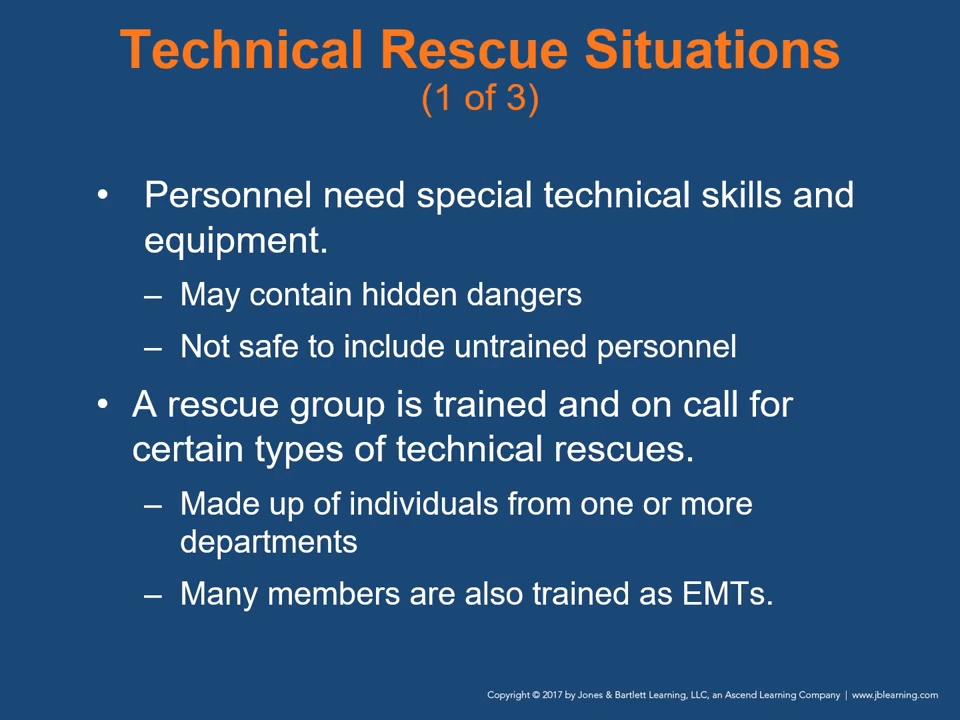 Technical Rescue Situations
(1 of 3)
• Personnel need special technical skills and
equipment.
– May contain hidden dangers
– Not safe to include untrained personnel
• A rescue group is trained and on call for
certain types of technical rescues.
– Made up of individuals from one or more
departments
– Many members are also trained as EMTs.
Copyright © 2017 by Jones & Bartlett Learning, LLC, an Ascend Learning Company | www.jblearning.com